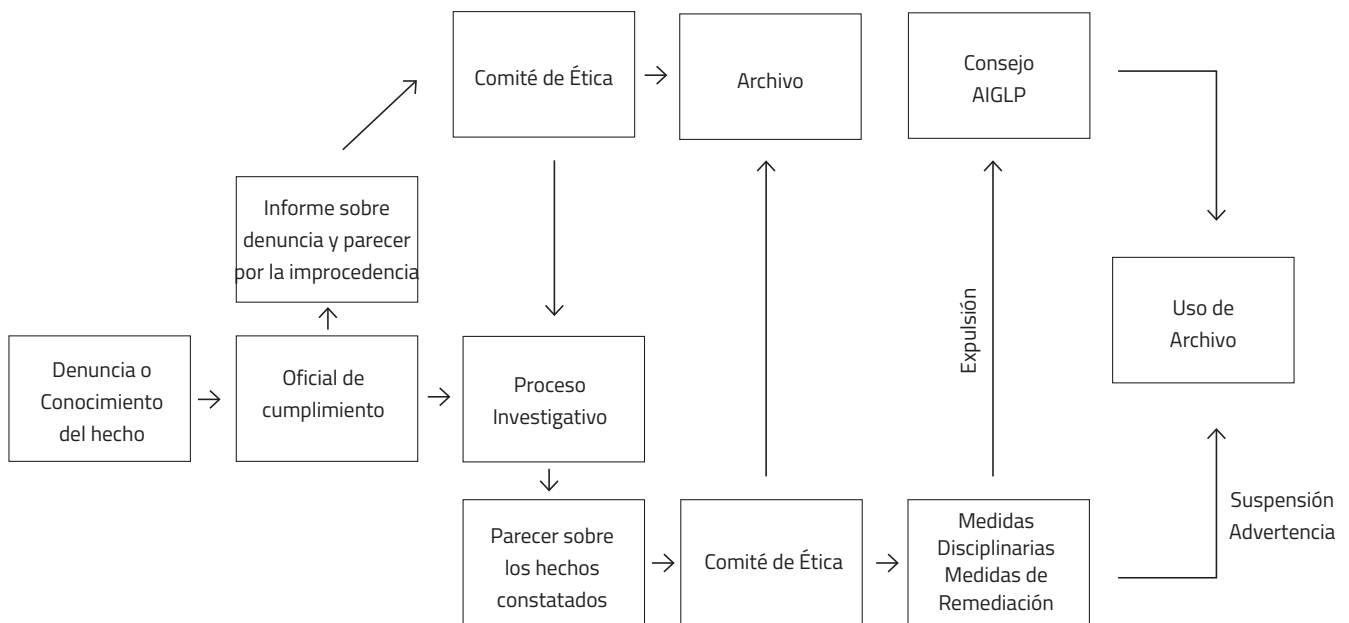 Comité de Ética
Archivo
Consejo
AIGLP
Informe sobre
denuncia y parecer
por la improcedencia
Expulsión
Uso de
Archivo
Denuncia o
Conocimiento
del hecho
Oficial de
cumplimiento
Proceso
Investigativo
Parecer sobre
los hechos
constatados
Comité de Ética
Medidas
Disciplinarias
Medidas de
Remediación
Suspensión
Advertencia